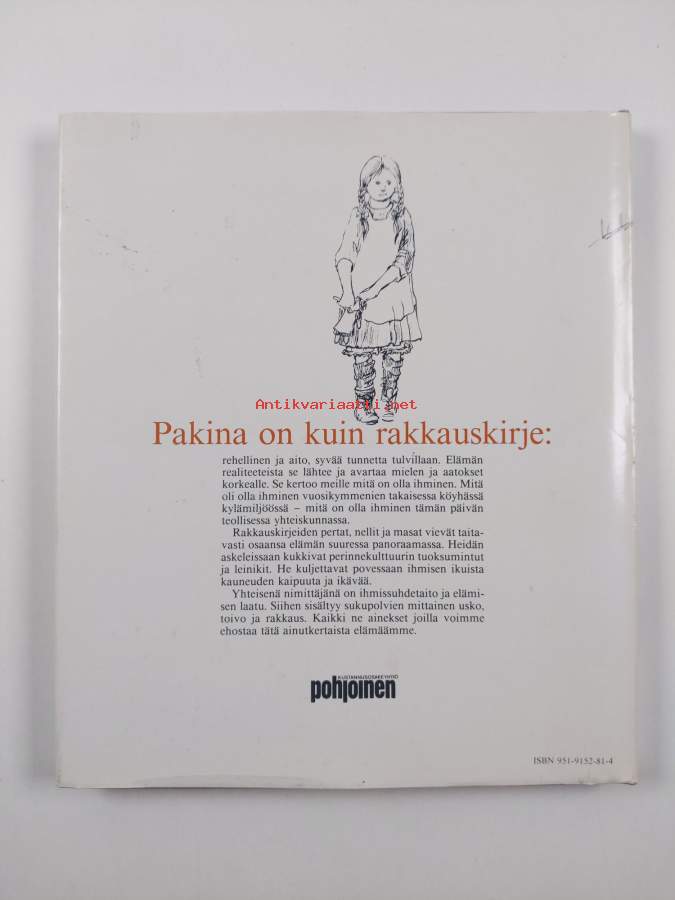 Antikvariaatti.net
Pakina on kuin rakkauskirje:
rehellinen ja aito, syvää tunnetta tulvillaan. Elämän
realiteeteista se lähtee ja avartaa mielen ja aatokset
korkealle. Se kertoo meille mitä on olla ihminen. Mitä
oli olla ihminen vuosikymmenien takaisessa köyhässä
kylämiljöössä – mitä on olla ihminen tämän päivän
teollisessa yhteiskunnassa.
Rakkauskirjeiden pertat, nellit ja masat vievät taita-
vasti osaansa elämän suuressa panoraamassa. Heidän
askeleissaan kukkivat perinnekulttuurin tuoksumintut
ja leinikit. He kuljettavat povessaan ihmisen ikuista
kauneuden kaipuuta ja ikävää.
Yhteisenä nimittäjänä on ihmissuhdetaito ja elämi-
sen laatu. Siihen sisältyy sukupolvien mittainen usko,
toivo ja rakkaus. Kaikki ne ainekset joilla voimme
ehostaa tätä ainutkertaista elämäämme.
KUSTANNUSOSAKEYHTIÖ
pohjoinen
ISBN 951-9152-81-4